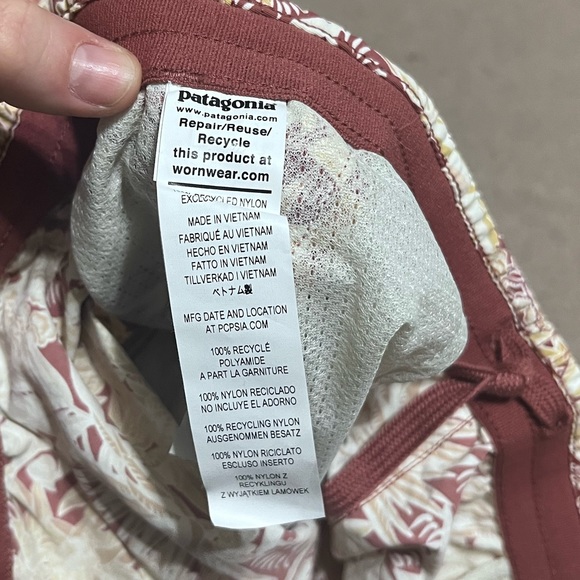 patagonia
www.patagonia.com
Repair/Reuse/
Recycle
this product at
wornwear.com
NYLON
MADE IN VIETNAM
FABRIQUÉ AU VIETNAM
HECHO EN VIETNAM
FATTO IN VIETNAM
TILLVERKAD I VIETNAM
ベトナム製
MFG DATE AND LOCATION
AT PCPSIA.COM
100% RECYCLÉ
POLYAMIDE
A PART LA GARNITURE
100% NYLON RECICLADO
NO INCLUYE EL ADORNO
100% RECYCLING NYLON
AUSGENOMMEN BESATZ
100% NYLON RICICLATO
ESCLUSO INSERTO
100% NYLON Z
RECYKLINGU
Z WYJĄTKIEM LAMÓWEK